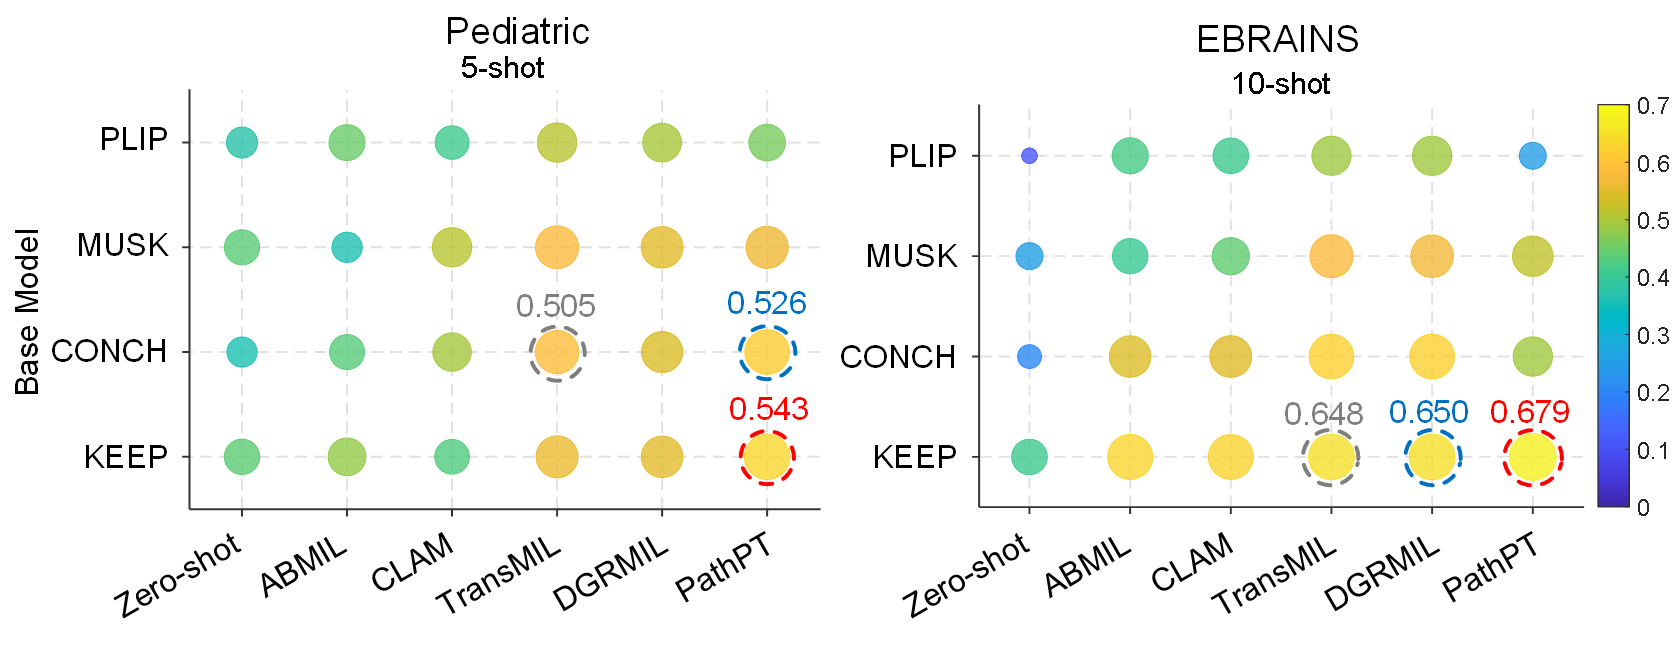 Pediatric
5-shot
Base Model
PLIP
MUSK
CONCH
KEEP
0.505
0.526
0.543
Zero-shot
ABMIL
CLAM
TransMIL
DGRMIL
PathPT
EBRAINS
10-shot
PLIP
MUSK
CONCH
KEEP
0.648
0.650
0.679
Zero-shot
ABMIL
CLAM
TransMIL
DGRMIL
PathPT
0.7
0.6
0.5
0.4
0.3
0.2
0.1
0